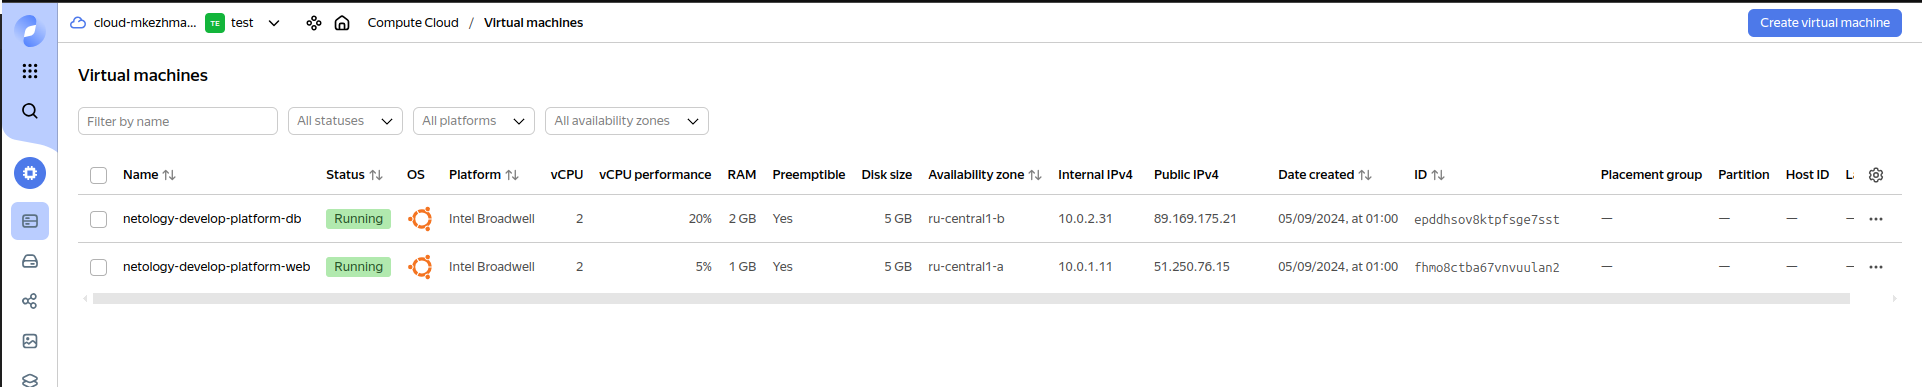 cloud-mkezhma... TE test Compute Cloud / Virtual machines Create virtual machine
Virtual machines
Filter by name All statuses All platforms All availability zones
Name Status OS Platform vCPU vCPU performance RAM Preemptible Disk size Availability zone Internal IPv4 Public IPv4 Date created ID Placement group Partition Host ID
netology-develop-platform-db Running Intel Broadwell 2 20% 2 GB Yes 5 GB ru-central1-b 10.0.2.31 89.169.175.21 05/09/2024, at 01:00 epddhsov8ktpfsge7sst — — — —
netology-develop-platform-web Running Intel Broadwell 2 5% 1 GB Yes 5 GB ru-central1-a 10.0.1.11 51.250.76.15 05/09/2024, at 01:00 fhmo8ctba67vnvuulan2 — — — —